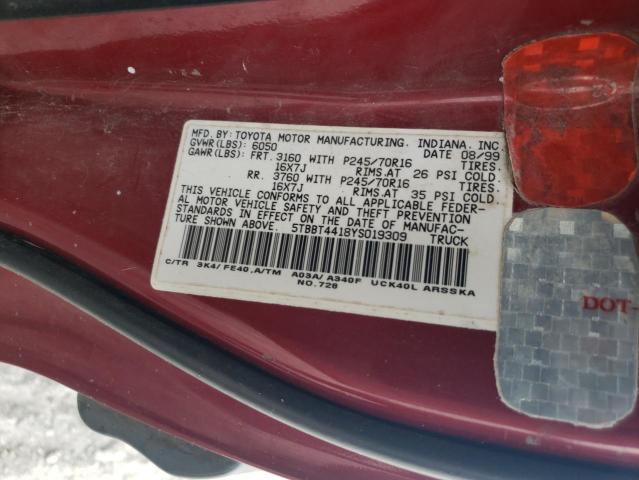 MFD. BY: TOYOTA MOTOR MANUFACTURING, INDIANA, INC.
GVWR(LBS): 6050 DATE 08/99
GAWR(LBS): FRT. 3160 WITH P245/70R16 TIRES.
16X7J RIMS.AT 26 PSI COLD.
RR. 3760 WITH P245/70R16 TIRES.
16X7J RIMS.AT 35 PSI COLD.
THIS VEHICLE CONFORMS TO ALL APPLICABLE FEDER-
AL MOTOR VEHICLE SAFETY AND THEFT PREVENTION
STANDARDS IN EFFECT ON THE DATE OF MANUFAC-
TURE SHOWN ABOVE. 5TBBT4418YS019309 TRUCK
C/TR 3K4/FE40,A/TM A03A/A340F UCK40L ARSSKA
NO.728
DOT-